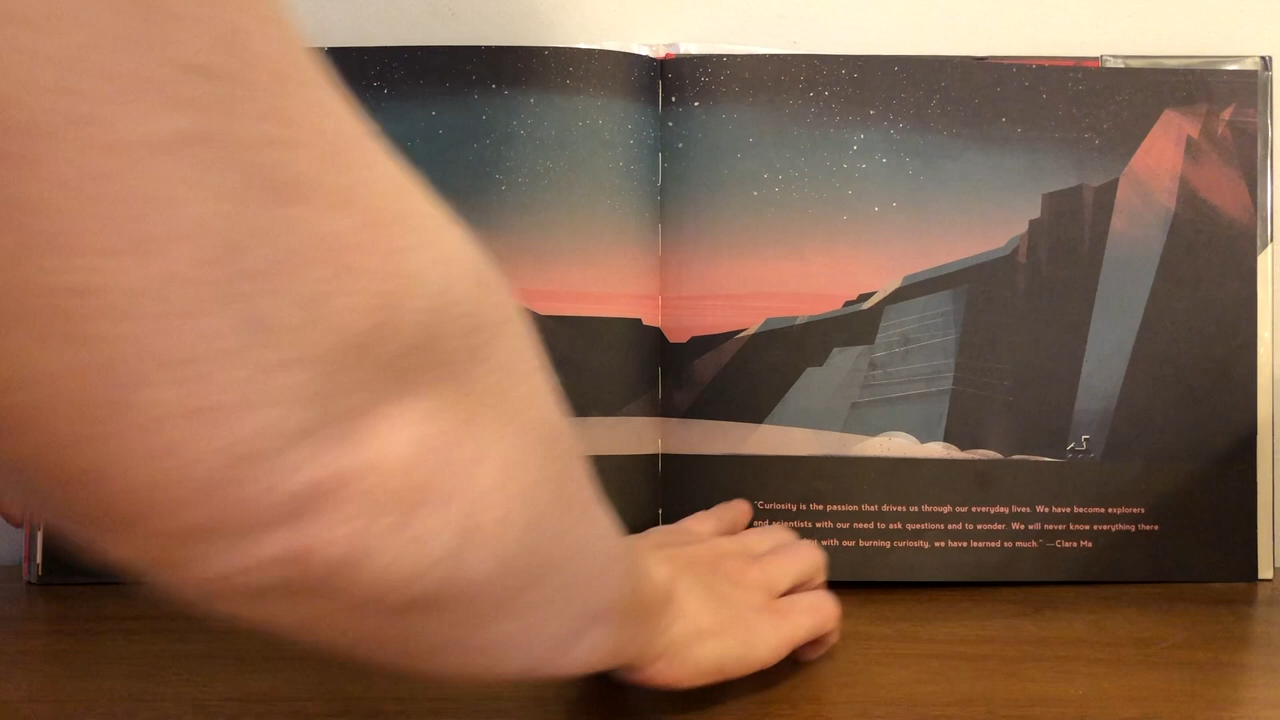 "Curiosity is the passion that drives us through our everyday lives. We have become explorers
and scientists with our need to ask questions and to wonder. We will never know everything there
but with our burning curiosity, we have learned so much." —Clara Ma